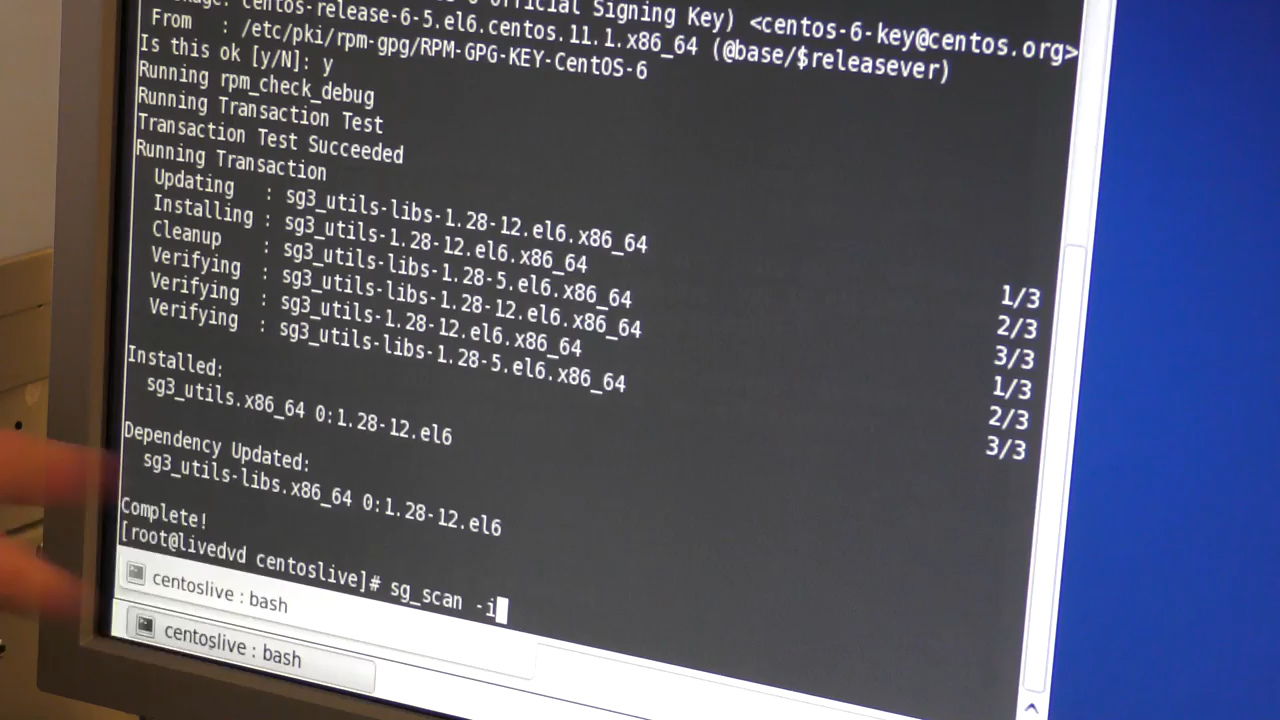 centos-release-6-5.el6.centos.11.1.x86_64 (@base/$releasever)
Official Signing Key) <centos-6-key@centos.org>
From : /etc/pki/rpm-gpg/RPM-GPG-KEY-CentOS-6
Is this ok [y/N]: y
Running rpm_check_debug
Running Transaction Test
Transaction Test Succeeded
Running Transaction
Updating : sg3_utils-libs-1.28-12.el6.x86_64 1/3
Installing : sg3_utils-1.28-12.el6.x86_64 2/3
Cleanup : sg3_utils-libs-1.28-5.el6.x86_64 3/3
Verifying : sg3_utils-libs-1.28-12.el6.x86_64 1/3
Verifying : sg3_utils-1.28-12.el6.x86_64 2/3
Verifying : sg3_utils-libs-1.28-5.el6.x86_64 3/3
Installed:
sg3_utils.x86_64 0:1.28-12.el6
Dependency Updated:
sg3_utils-libs.x86_64 0:1.28-12.el6
Complete!
[root@livedvd centoslive]# sg_scan -i
centoslive : bash
centoslive : bash